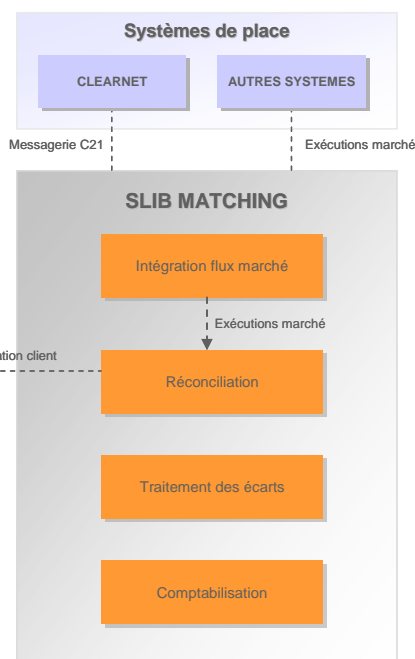 Systèmes de place
CLEARNET
AUTRES SYSTEMES
Messagerie C21
Exécutions marché
SLIB MATCHING
Intégration flux marché
Exécutions marché
client
Réconciliation
Traitement des écarts
Comptabilisation